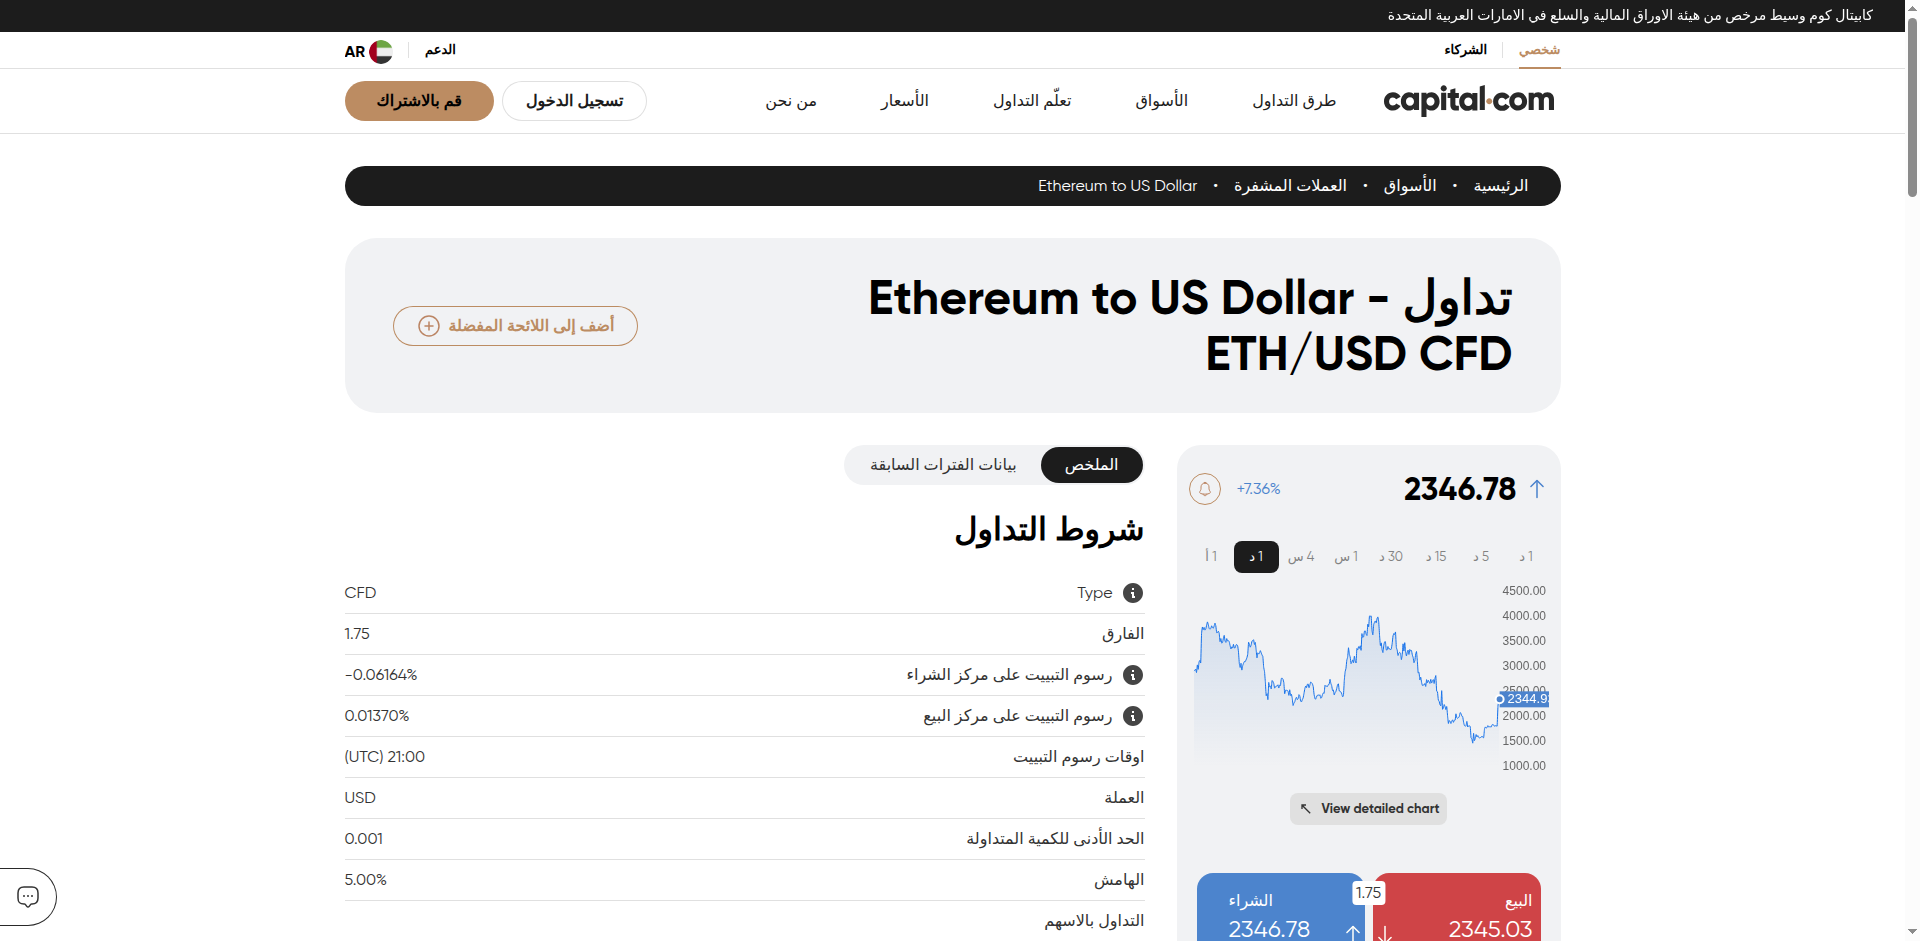 كابيتال كوم وسيط مرخص من هيئة الاوراق المالية والسلع في الامارات العربية المتحدة
شخصي
الشركاء
الدعم
AR
capital.com
طرق التداول
الأسواق
تعلّم التداول
الأسعار
من نحن
تسجيل الدخول
قم بالاشتراك
الرئيسية • الأسواق • العملات المشفرة • Ethereum to US Dollar
تداول Ethereum to US Dollar -
ETH/USD CFD
أضف إلى اللائحة المفضلة
2346.78
+7.36%
1 د
5 د
15 د
30 د
1 س
4 س
1 د
1 أ
4500.00
4000.00
3500.00
3000.00
2500.00
2344.9
2000.00
1500.00
1000.00
View detailed chart
البيع
2345.03
1.75
الشراء
2346.78
الملخص
بيانات الفترات السابقة
شروط التداول
Type CFD
الفارق 1.75
رسوم التبييت على مركز الشراء -0.06164%
رسوم التبييت على مركز البيع 0.01370%
اوقات رسوم التبييت 21:00 (UTC)
العملة USD
الحد الأدنى للكمية المتداولة 0.001
الهامش 5.00%
التداول بالاسهم